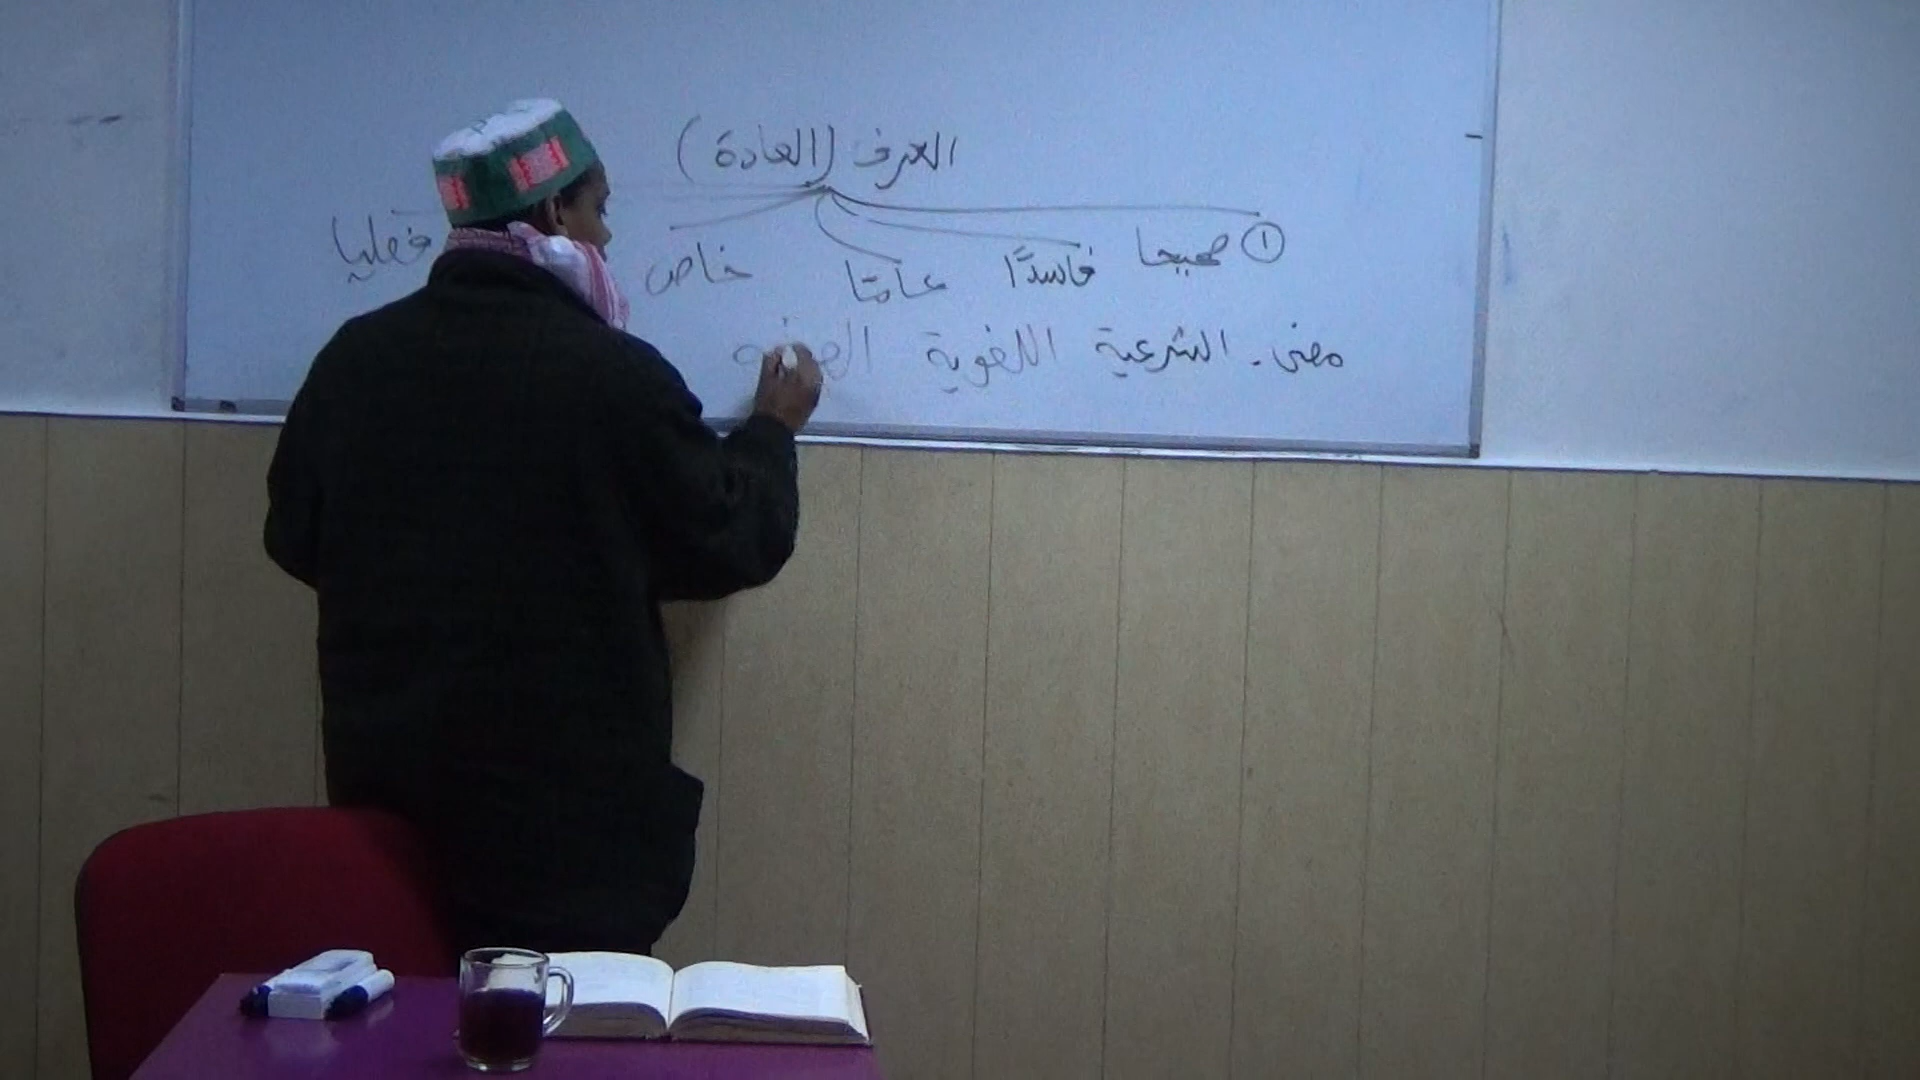 العرف (العادة)
① صحيحا فاسدًا عامًا خاص فعليا
معنى. الشرعية اللغوية